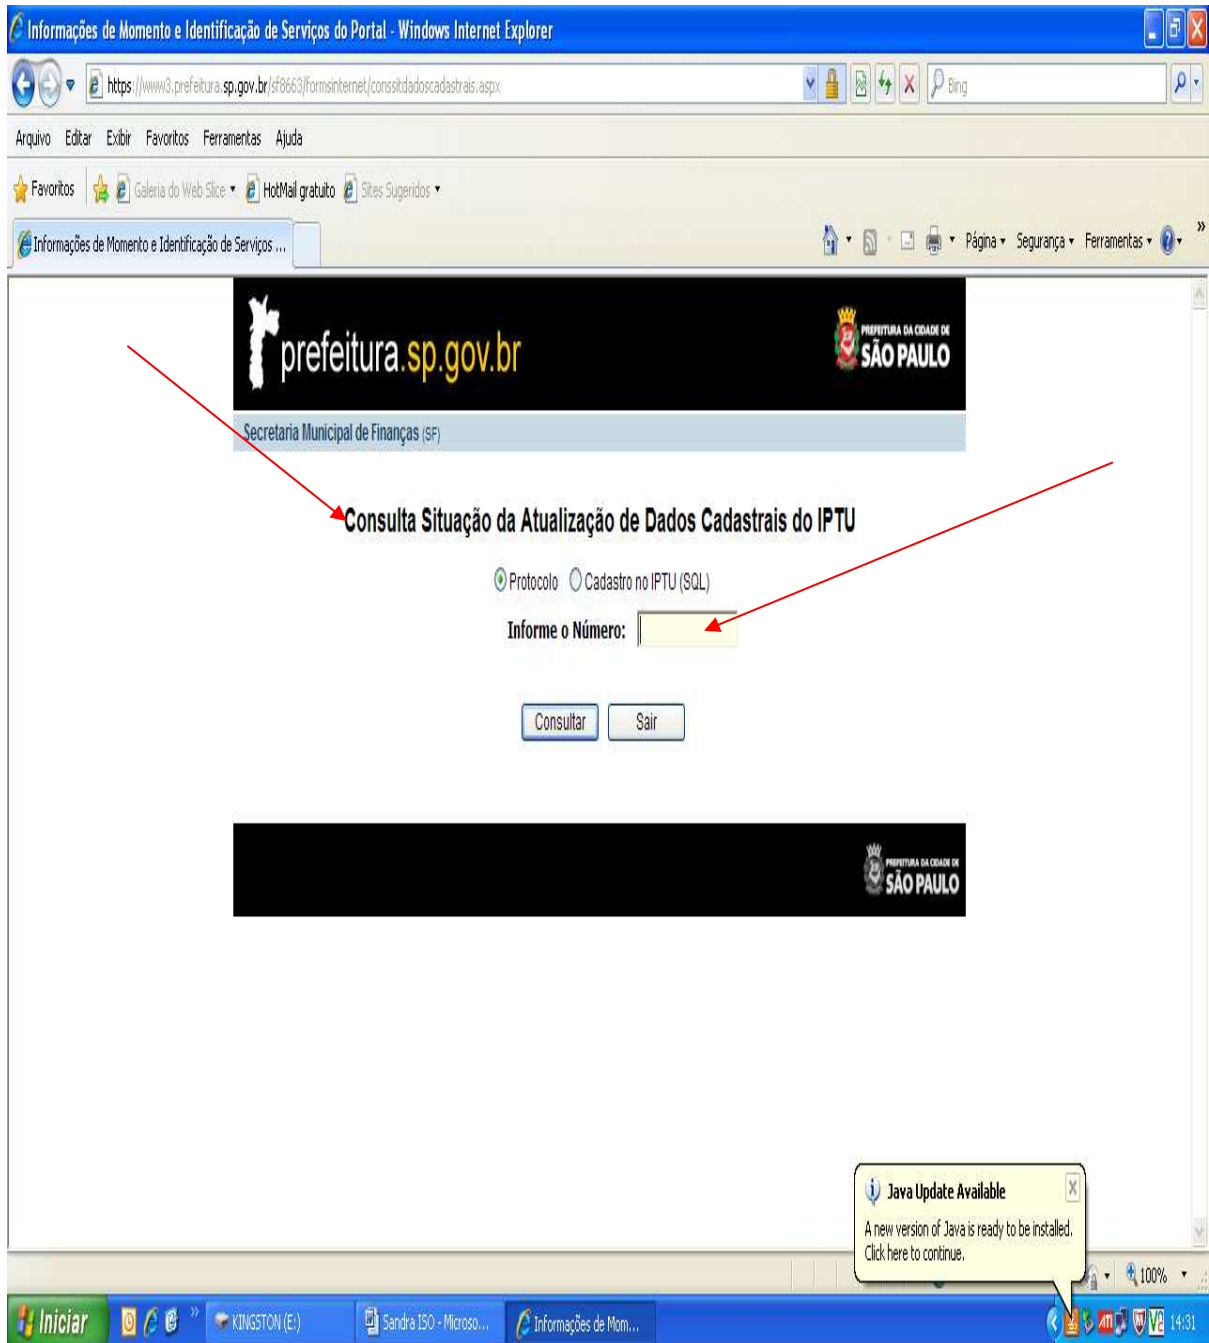 Informações de Momento e Identificação de Serviços do Portal - Windows Internet Explorer
https://www3.prefeitura.sp.gov.br/sf8663/formsinternet/conssitdadoscadastrais.aspx
Bing
Arquivo Editar Exibir Favoritos Ferramentas Ajuda
Favoritos Galeria do Web Slice HotMail gratuito Sites Sugeridos
Informações de Momento e Identificação de Serviços ...
Página Segurança Ferramentas »
prefeitura.sp.gov.br
PREFEITURA DA CIDADE DE
SÃO PAULO
Secretaria Municipal de Finanças (SF)
Consulta Situação da Atualização de Dados Cadastrais do IPTU
Protocolo Cadastro no IPTU (SQL)
Informe o Número:
Consultar Sair
PREFEITURA DA CIDADE DE
SÃO PAULO
Java Update Available
A new version of Java is ready to be installed.
Click here to continue.
100%
Iniciar » KINGSTON (E:) Sandra ISO - Microso... Informações de Mom... 14:31